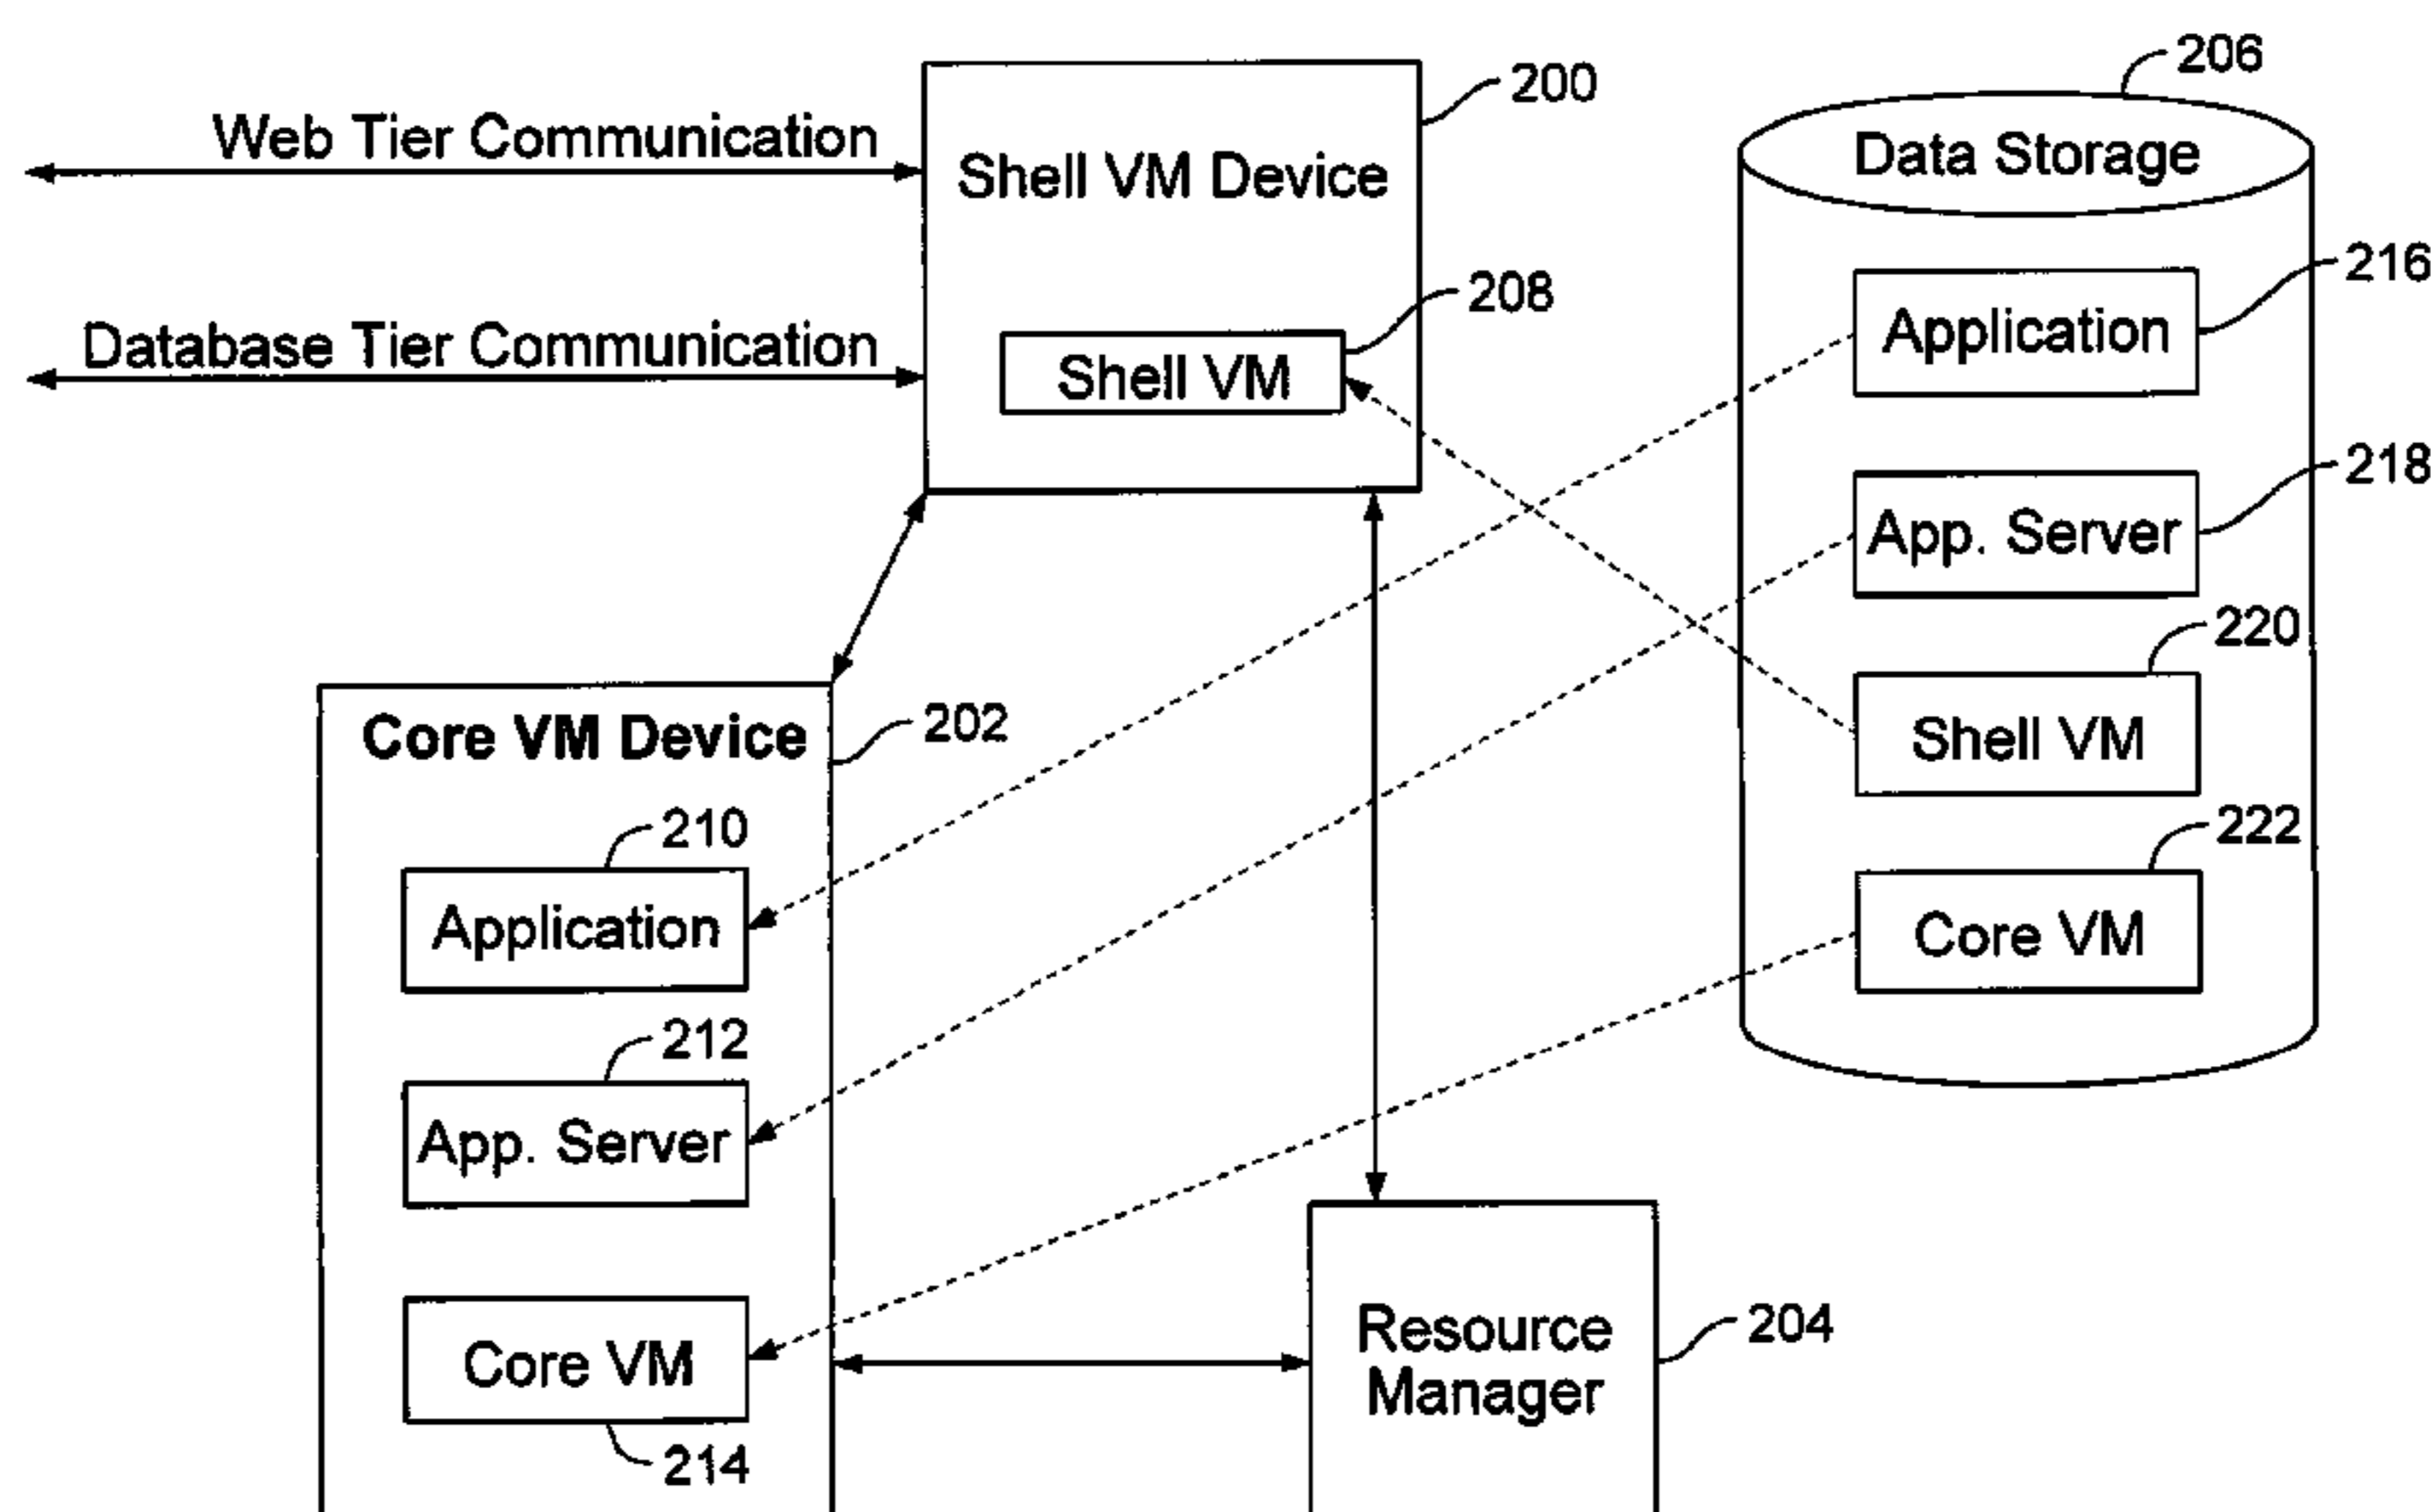 206
200
Web Tier Communication
Shell VM Device
Data Storage
216
208
Application
Database Tier Communication
Shell VM
218
App. Server
220
Core VM Device
202
Shell VM
210
222
Application
Core VM
212
App. Server
Resource
Manager
204
Core VM
214